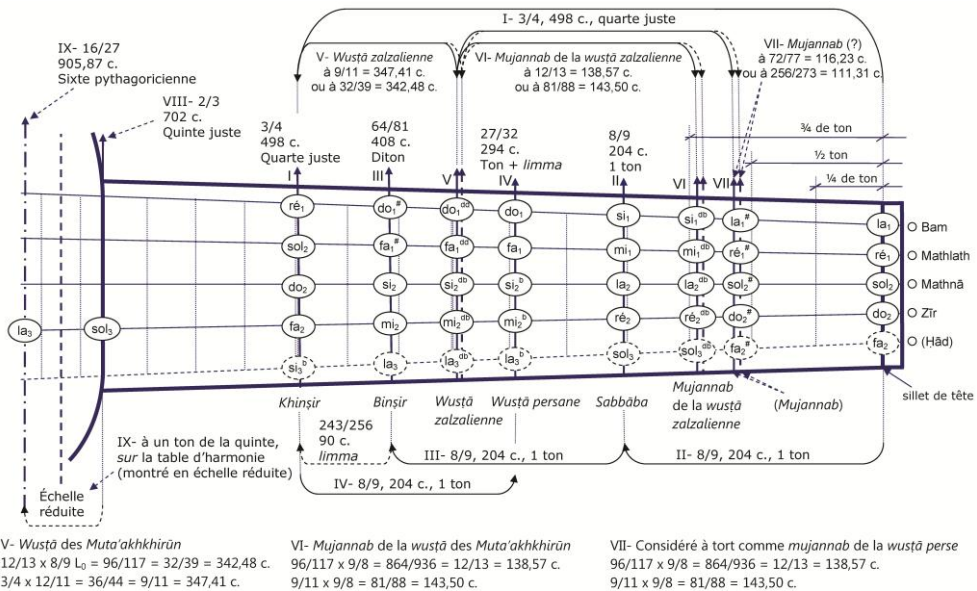 I- 3/4, 498 c., quarte juste
IX- 16/27
905,87 c.
Sixte pythagoricienne
V- Wusṭā zalzalienne
à 9/11 = 347,41 c.
ou à 32/39 = 342,48 c.
VI- Mujannab de la wusṭā zalzalienne
à 12/13 = 138,57 c.
ou à 81/88 = 143,50 c.
VII- Mujannab (?)
à 72/77 = 116,23 c.
ou à 256/273 = 111,31 c.
VIII- 2/3
702 c.
Quinte juste
3/4
498 c.
Quarte juste
64/81
408 c.
Diton
27/32
294 c.
Ton + limma
8/9
204 c.
1 ton
¾ de ton
½ ton
¼ de ton
I III V IV II VI VII
ré₁ do₁# do₁dd do₁ si₁ si₁db la₁# la₁ O Bam
sol₂ fa₁# fa₁dd fa₁ mi₁ mi₁db ré₁# ré₁ O Mathlath
do₂ si₂ si₂db si₂b la₂ la₂db sol₂# sol₂ O Mathnā
la₃ sol₃ fa₂ mi₂ mi₂db mi₂b ré₂ ré₂db do₂# do₂ O Zīr
si₃b la₃ la₃db la₃b sol₃ sol₃db fa₂# fa₂ O (Ḥād)
Khinṣir
Binṣir
Wusṭā
zalzalienne
Wusṭā persane
Sabbāba
Mujannab
de la wusṭā
zalzalienne
(Mujannab)
sillet de tête
243/256
90 c.
limma
III- 8/9, 204 c., 1 ton
II- 8/9, 204 c., 1 ton
IV- 8/9, 204 c., 1 ton
IX- à un ton de la quinte,
sur la table d'harmonie
(montré en échelle réduite)
Échelle
réduite
V- Wusṭā des Muta'akhkhirūn
12/13 x 8/9 L₀ = 96/117 = 32/39 = 342,48 c.
3/4 x 12/11 = 36/44 = 9/11 = 347,41 c.
VI- Mujannab de la wusṭā des Muta'akhkhirūn
96/117 x 9/8 = 864/936 = 12/13 = 138,57 c.
9/11 x 9/8 = 81/88 = 143,50 c.
VII- Considéré à tort comme mujannab de la wusṭā perse
96/117 x 9/8 = 864/936 = 12/13 = 138,57 c.
9/11 x 9/8 = 81/88 = 143,50 c.